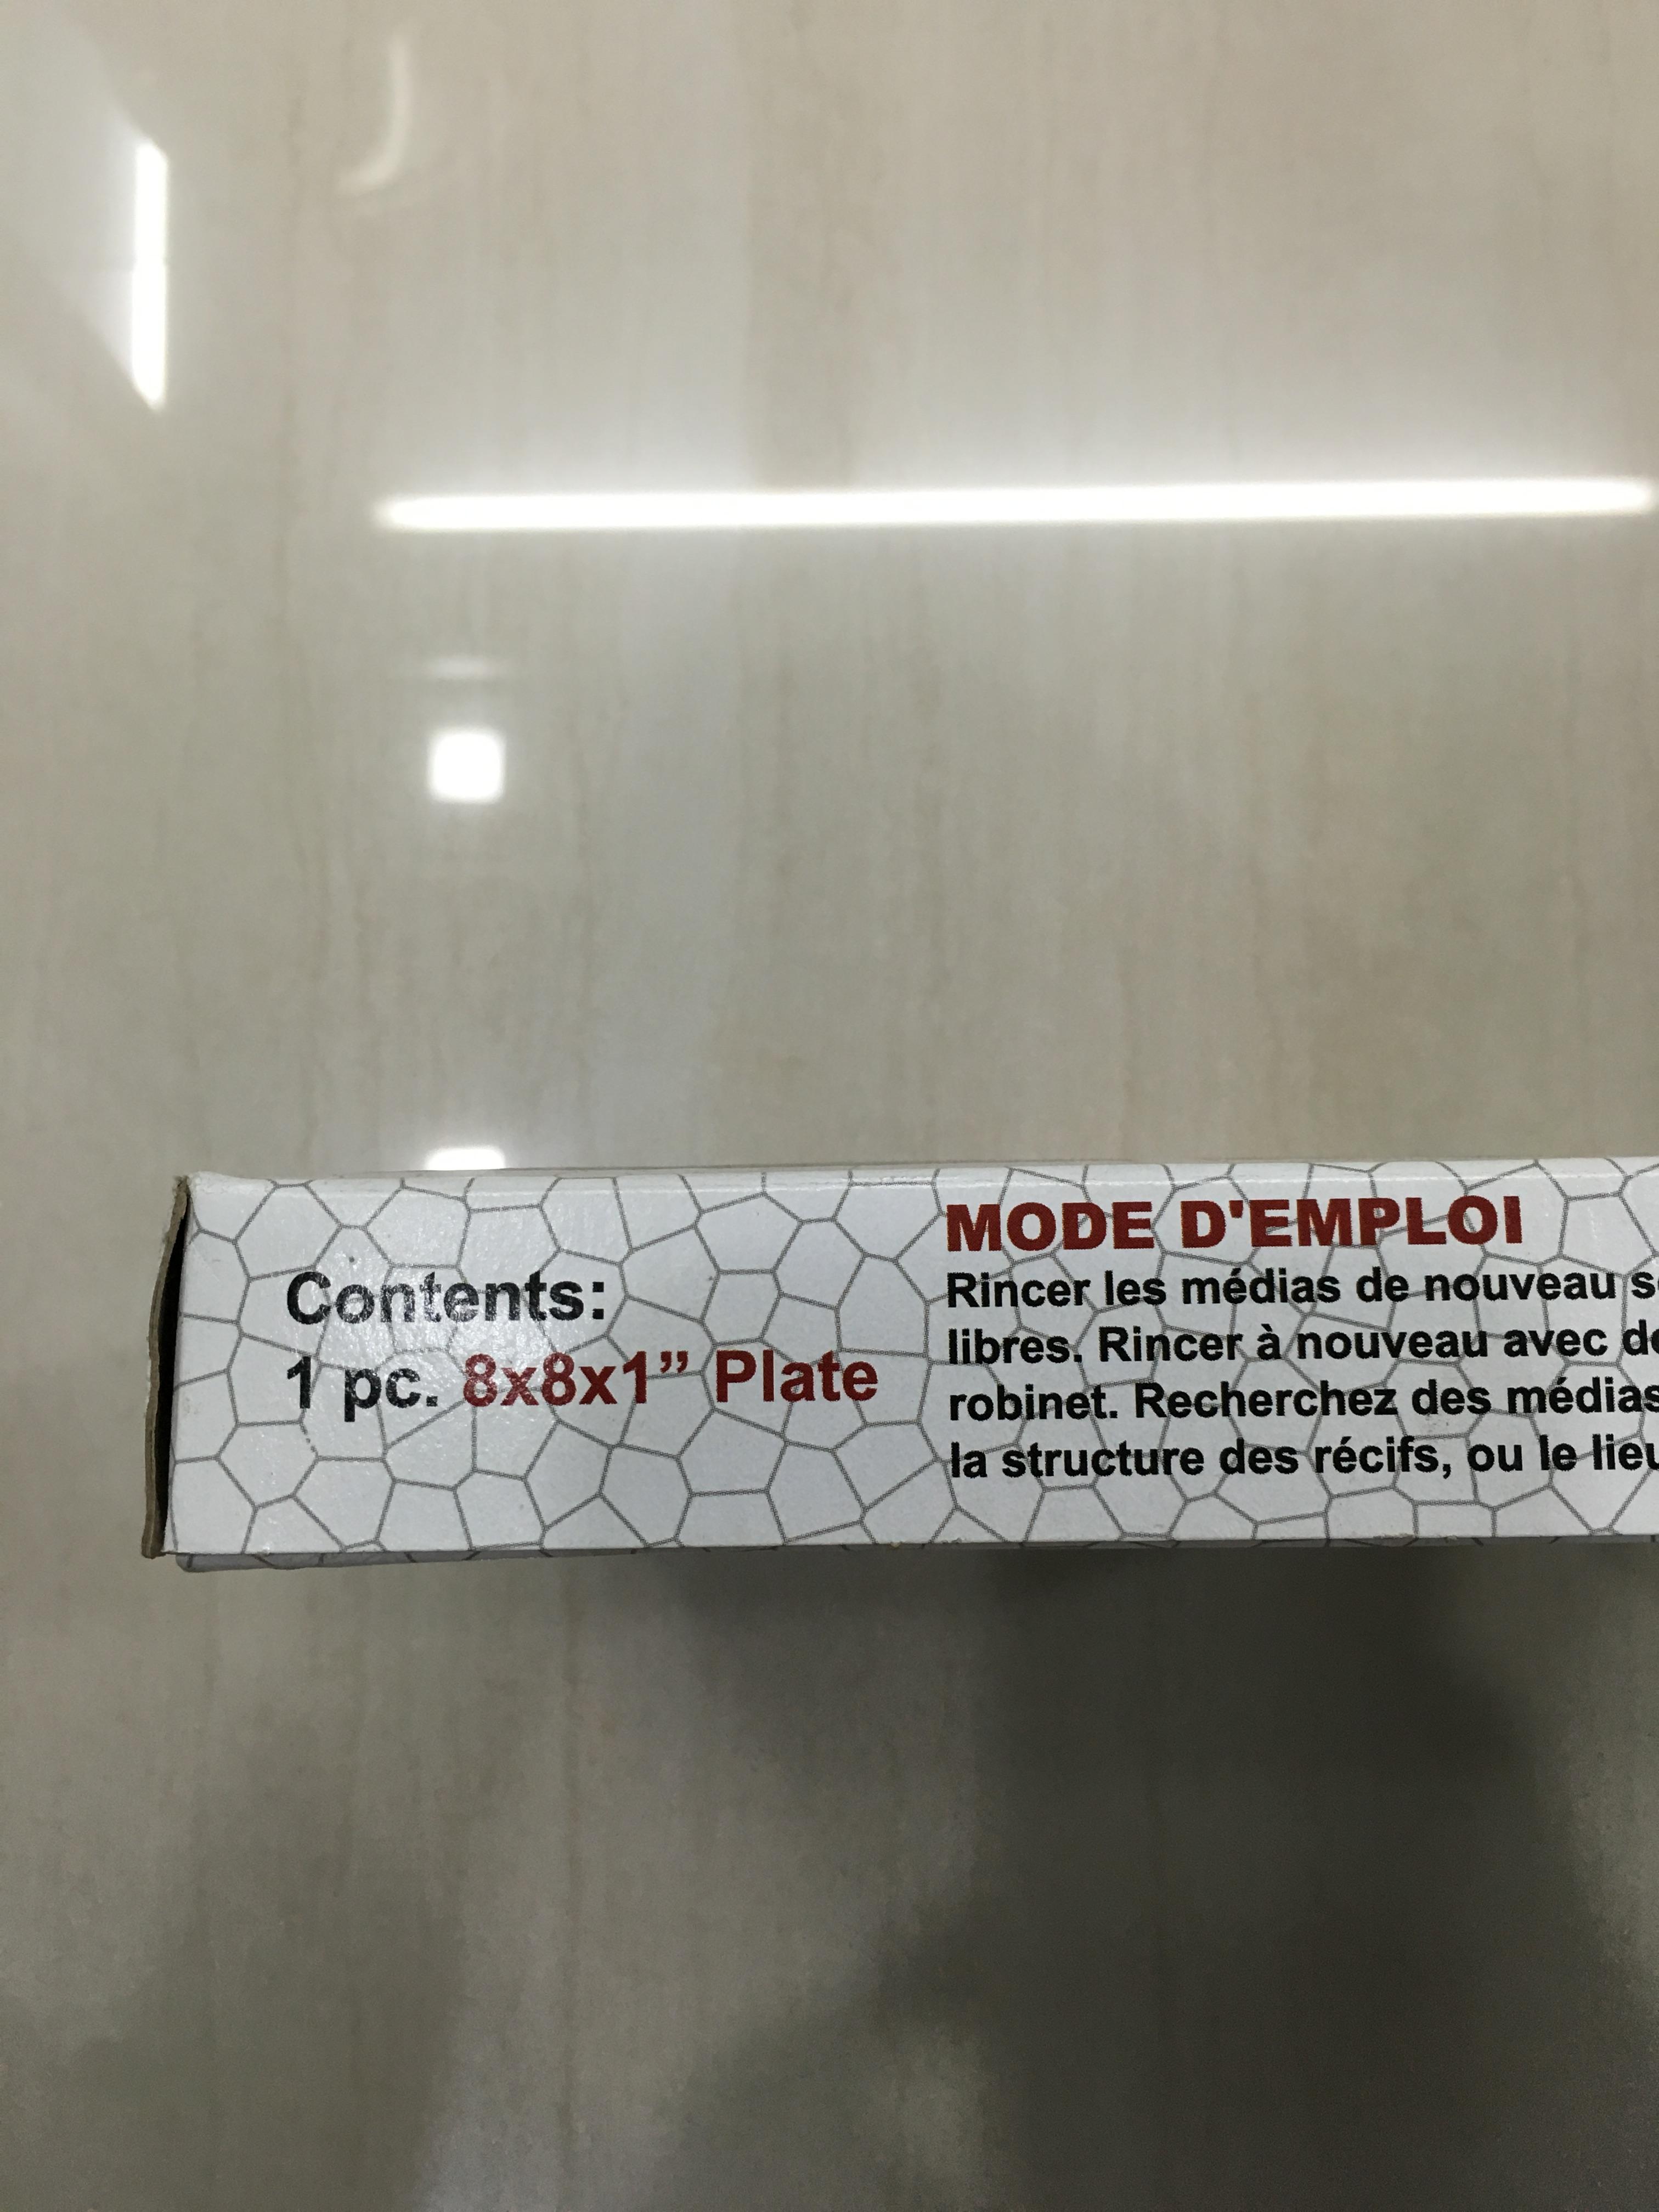 Contents:
1 pc. 8x8x1” Plate
MODE D'EMPLOI
Rincer les médias de nouveau
libres. Rincer à nouveau avec
robinet. Recherchez des médias
la structure des récifs, ou le